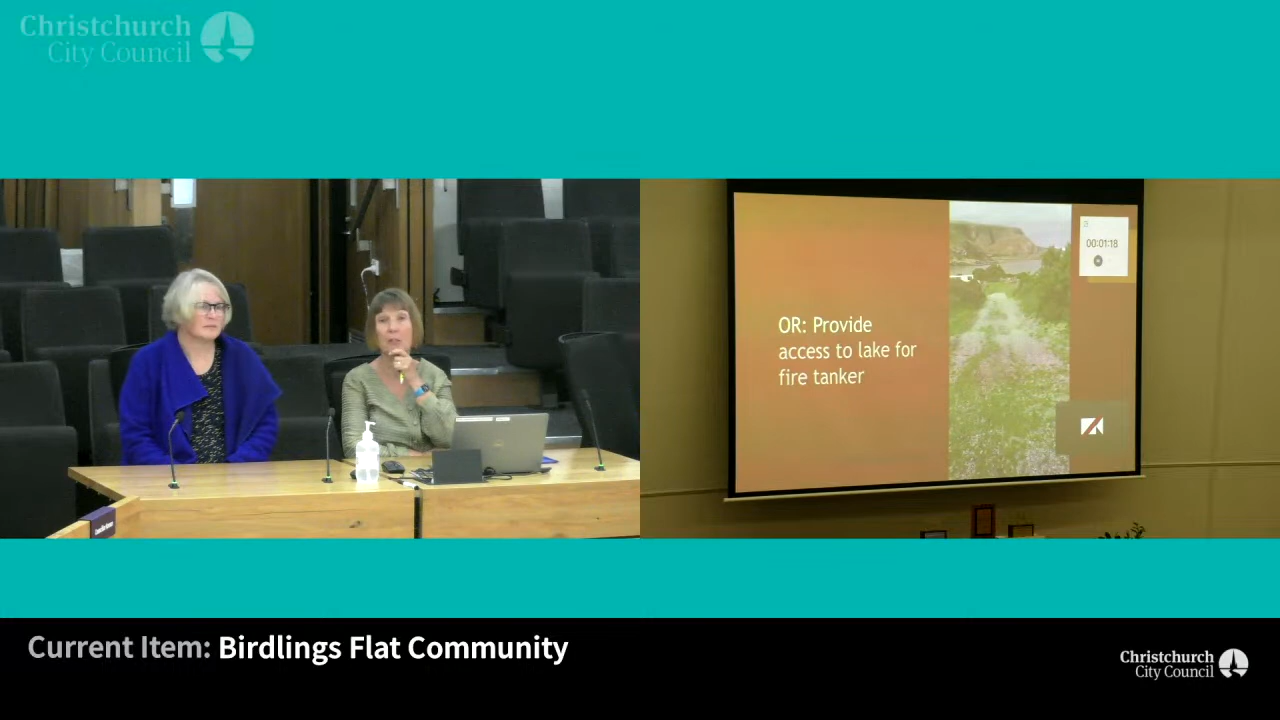 Christchurch
City Council
00:01:18
OR: Provide
access to lake for
fire tanker
Current Item: Birdlings Flat Community
Christchurch
City Council